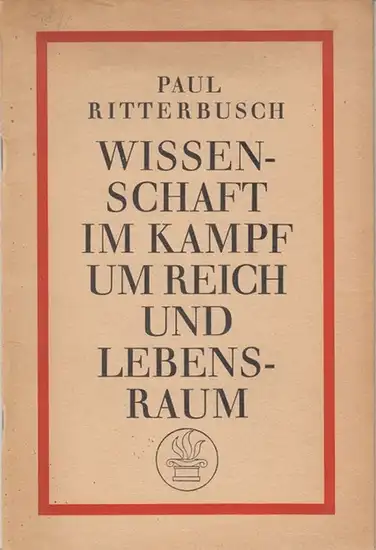 PAUL
RITTERBUSCH
WISSEN-
SCHAFT
IM KAMPF
UM REICH
UND
LEBENS-
RAUM